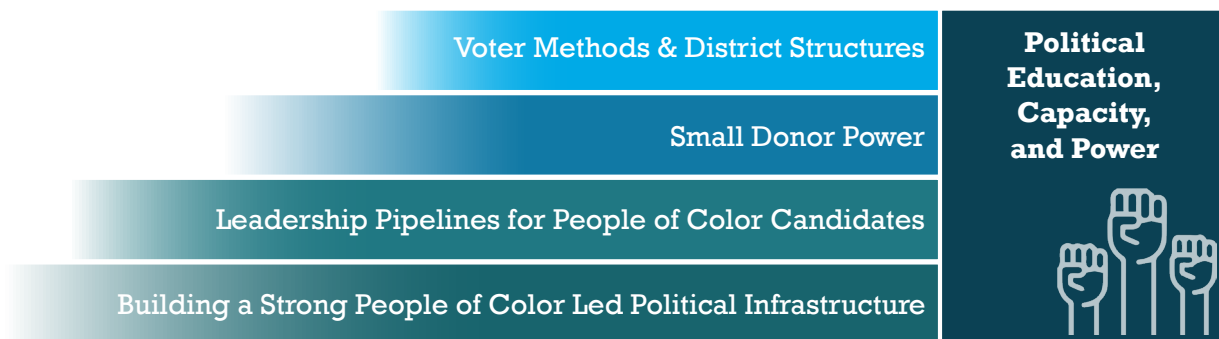 Voter Methods & District Structures
Small Donor Power
Leadership Pipelines for People of Color Candidates
Building a Strong People of Color Led Political Infrastructure
Political
Education,
Capacity,
and Power